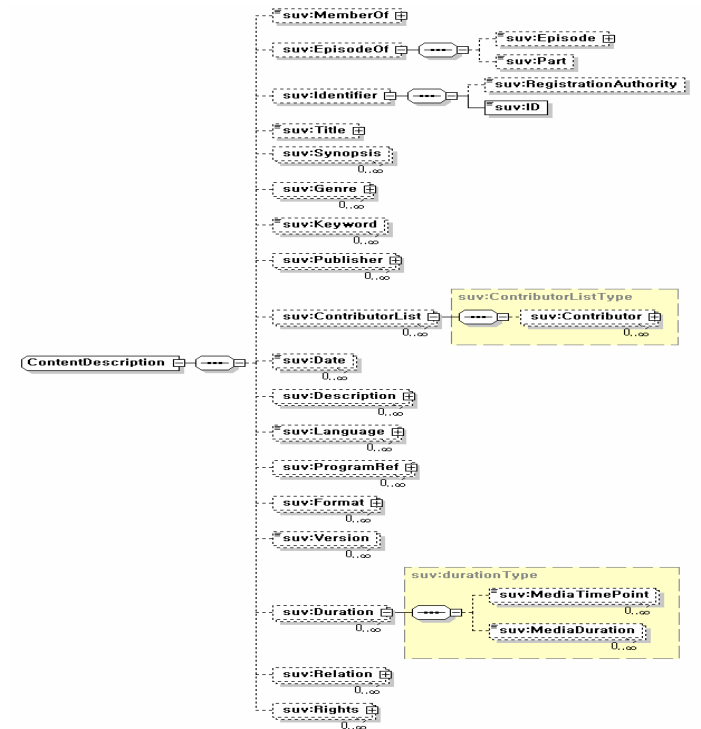 suv:MemberOf
suv:EpisodeOf
suv:Episode
suv:Part
suv:Identifier
suv:RegistrationAuthority
suv:ID
suv:Title
suv:Synopsis
0..∞
suv:Genre
0..∞
suv:Keyword
0..∞
suv:Publisher
0..∞
suv:ContributorListType
suv:ContributorList
suv:Contributor
0..∞
0..∞
ContentDescription
suv:Date
0..∞
suv:Description
0..∞
suv:Language
0..∞
suv:ProgramRef
0..∞
suv:Format
0..∞
suv:Version
0..∞
suv:durationType
suv:MediaTimePoint
0..∞
suv:Duration
0..∞
suv:MediaDuration
0..∞
suv:Relation
0..∞
suv:Rights
0..∞